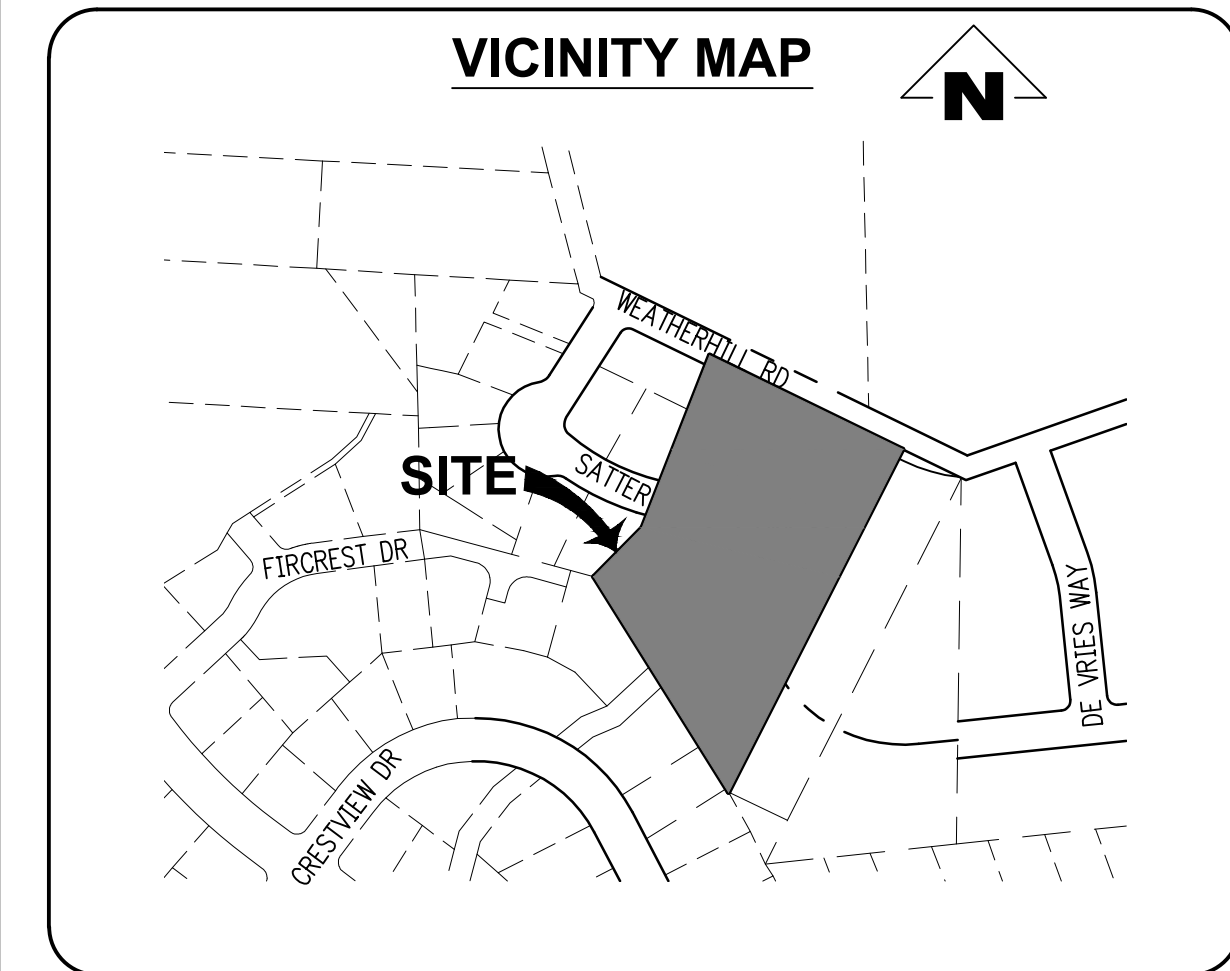 VICINITY MAP
N
WEATHERHILL RD
SITE
SATTER
FIRCREST DR
DE VRIES WAY
CRESTVIEW DR